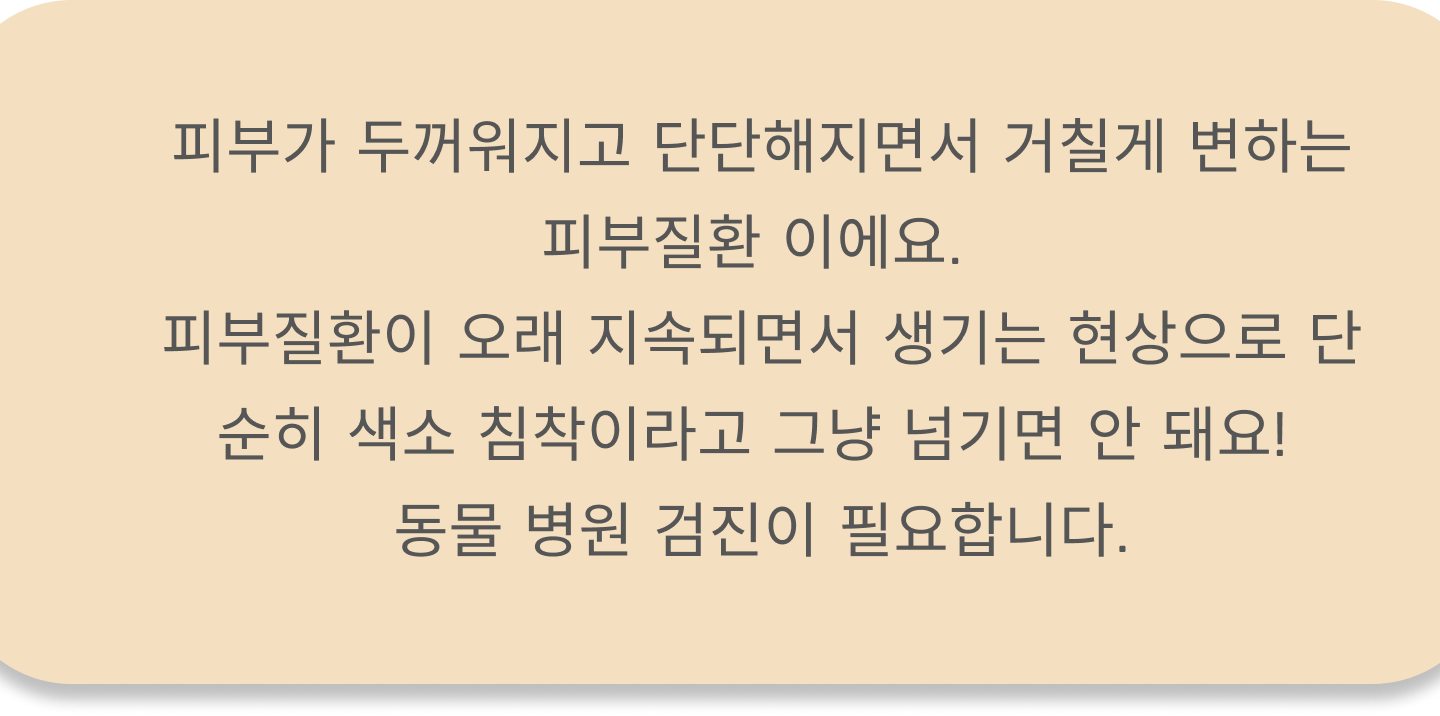 피부가 두꺼워지고 단단해지면서 거칠게 변하는
피부질환 이에요.
피부질환이 오래 지속되면서 생기는 현상으로 단
순히 색소 침착이라고 그냥 넘기면 안 돼요!
동물 병원 검진이 필요합니다.